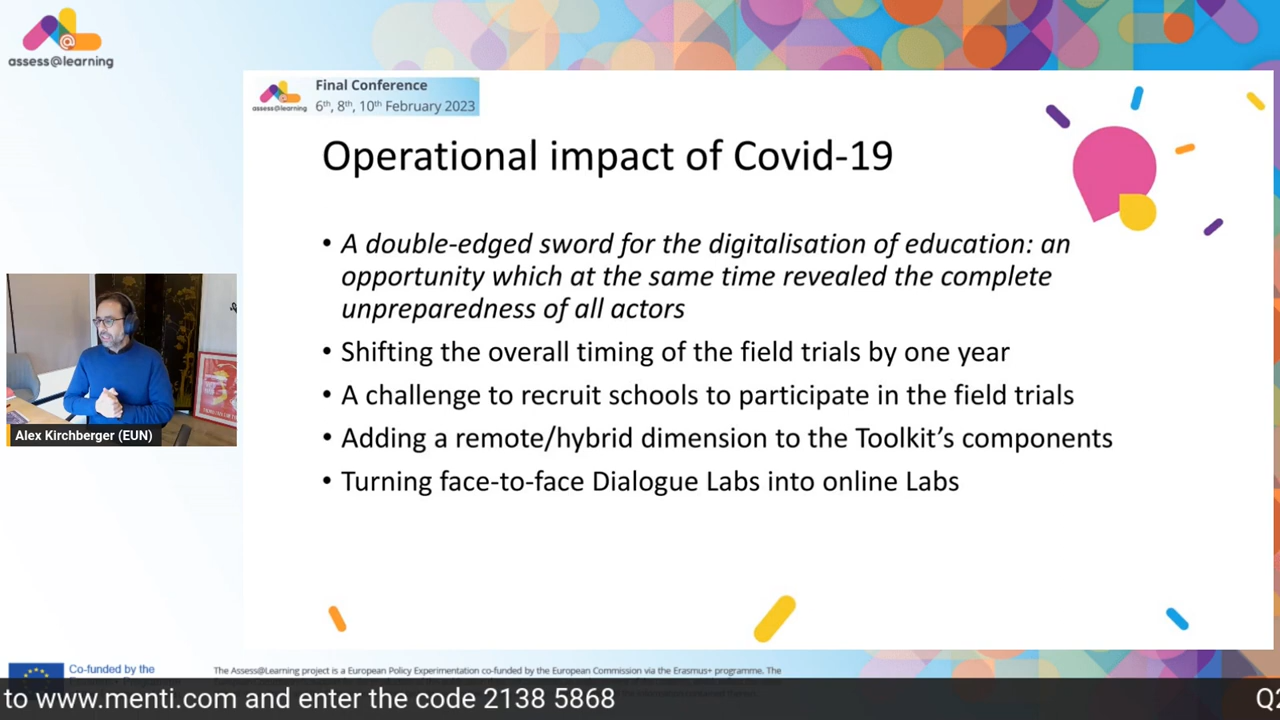 assess@learning
assess@learning
Final Conference
6th, 8th, 10th February 2023
Operational impact of Covid-19
• A double-edged sword for the digitalisation of education: an
opportunity which at the same time revealed the complete
unpreparedness of all actors
• Shifting the overall timing of the field trials by one year
• A challenge to recruit schools to participate in the field trials
• Adding a remote/hybrid dimension to the Toolkit’s components
• Turning face-to-face Dialogue Labs into online Labs
Alex Kirchberger (EUN)
Co-funded by the
The Assess@Learning project is a European Policy Experimentation co-funded by the European Commission via the Erasmus+ programme. The
to www.menti.com and enter the code 2138 5868